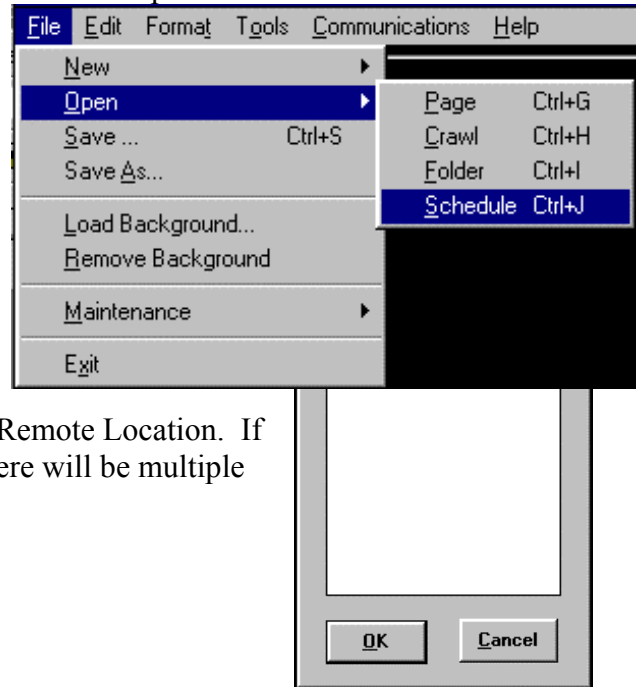 File Edit Format Tools Communications Help
New
Open
Save ... Ctrl+S
Save As...
Load Background...
Remove Background
Maintenance
Exit
Page Ctrl+G
Crawl Ctrl+H
Folder Ctrl+I
Schedule Ctrl+J
Remote Location. If
ere will be multiple
OK Cancel